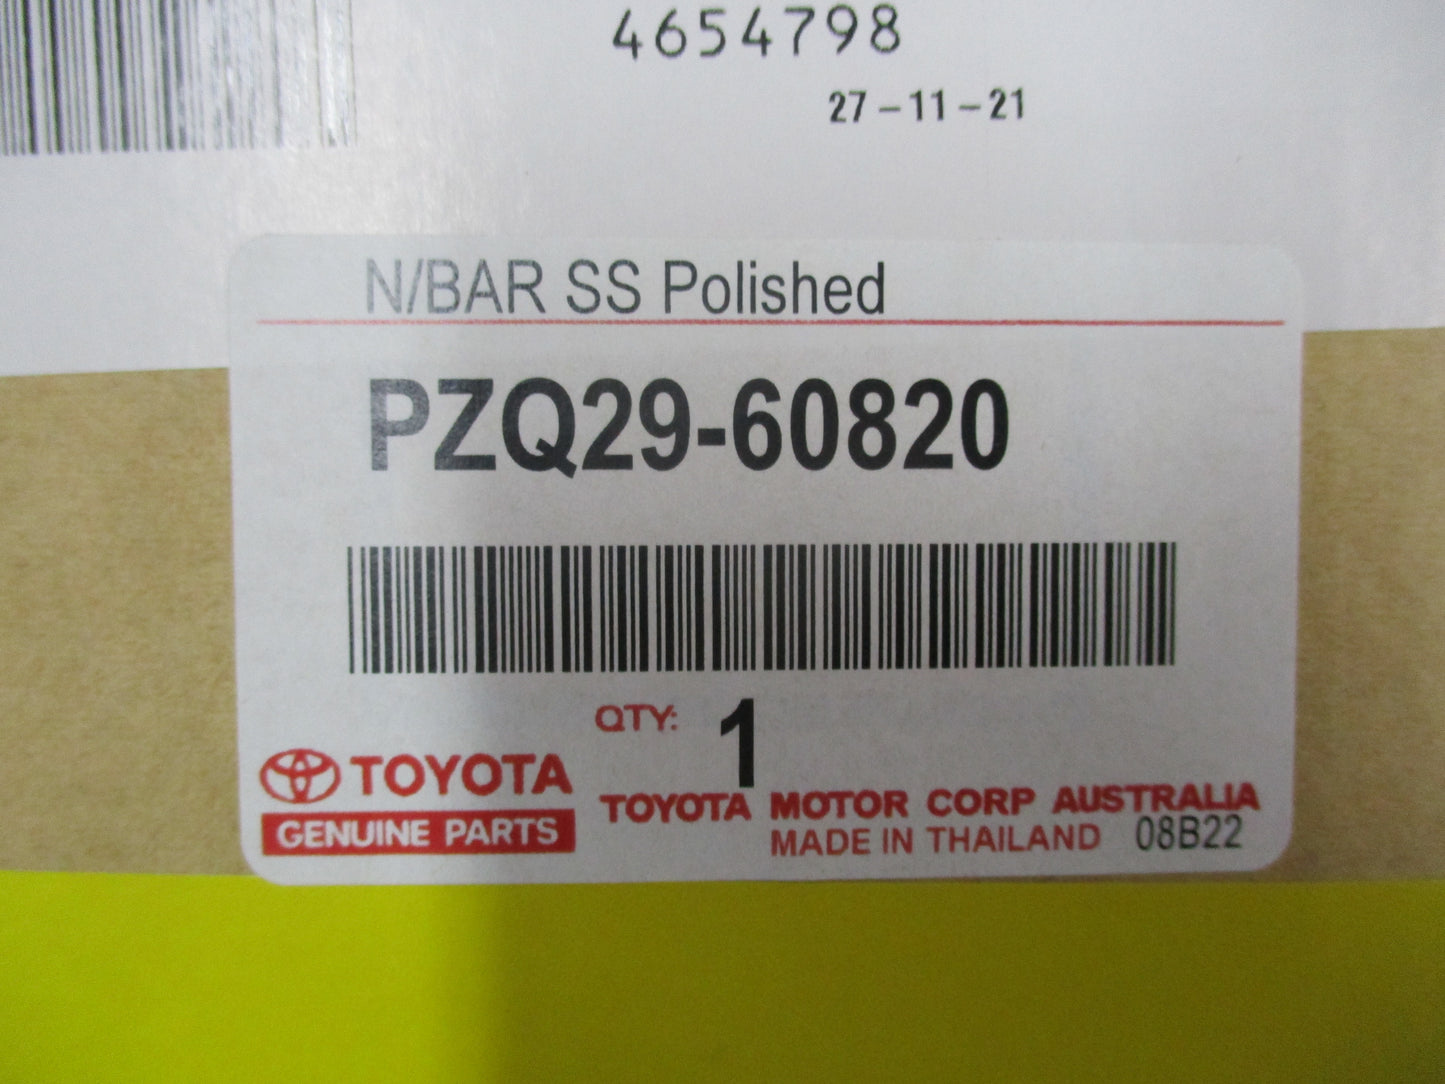 4654798
27-11-21
N/BAR SS Polished
PZQ29-60820
QTY: 1
TOYOTA
GENUINE PARTS
TOYOTA MOTOR CORP AUSTRALIA
MADE IN THAILAND 08B22